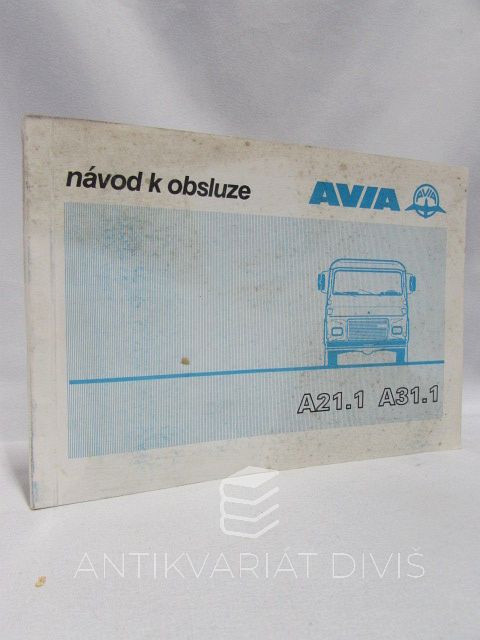 návod k obsluze
AVIA AVIA
A21.1 A31.1
ANTIKVARIÁT DIVIŠ